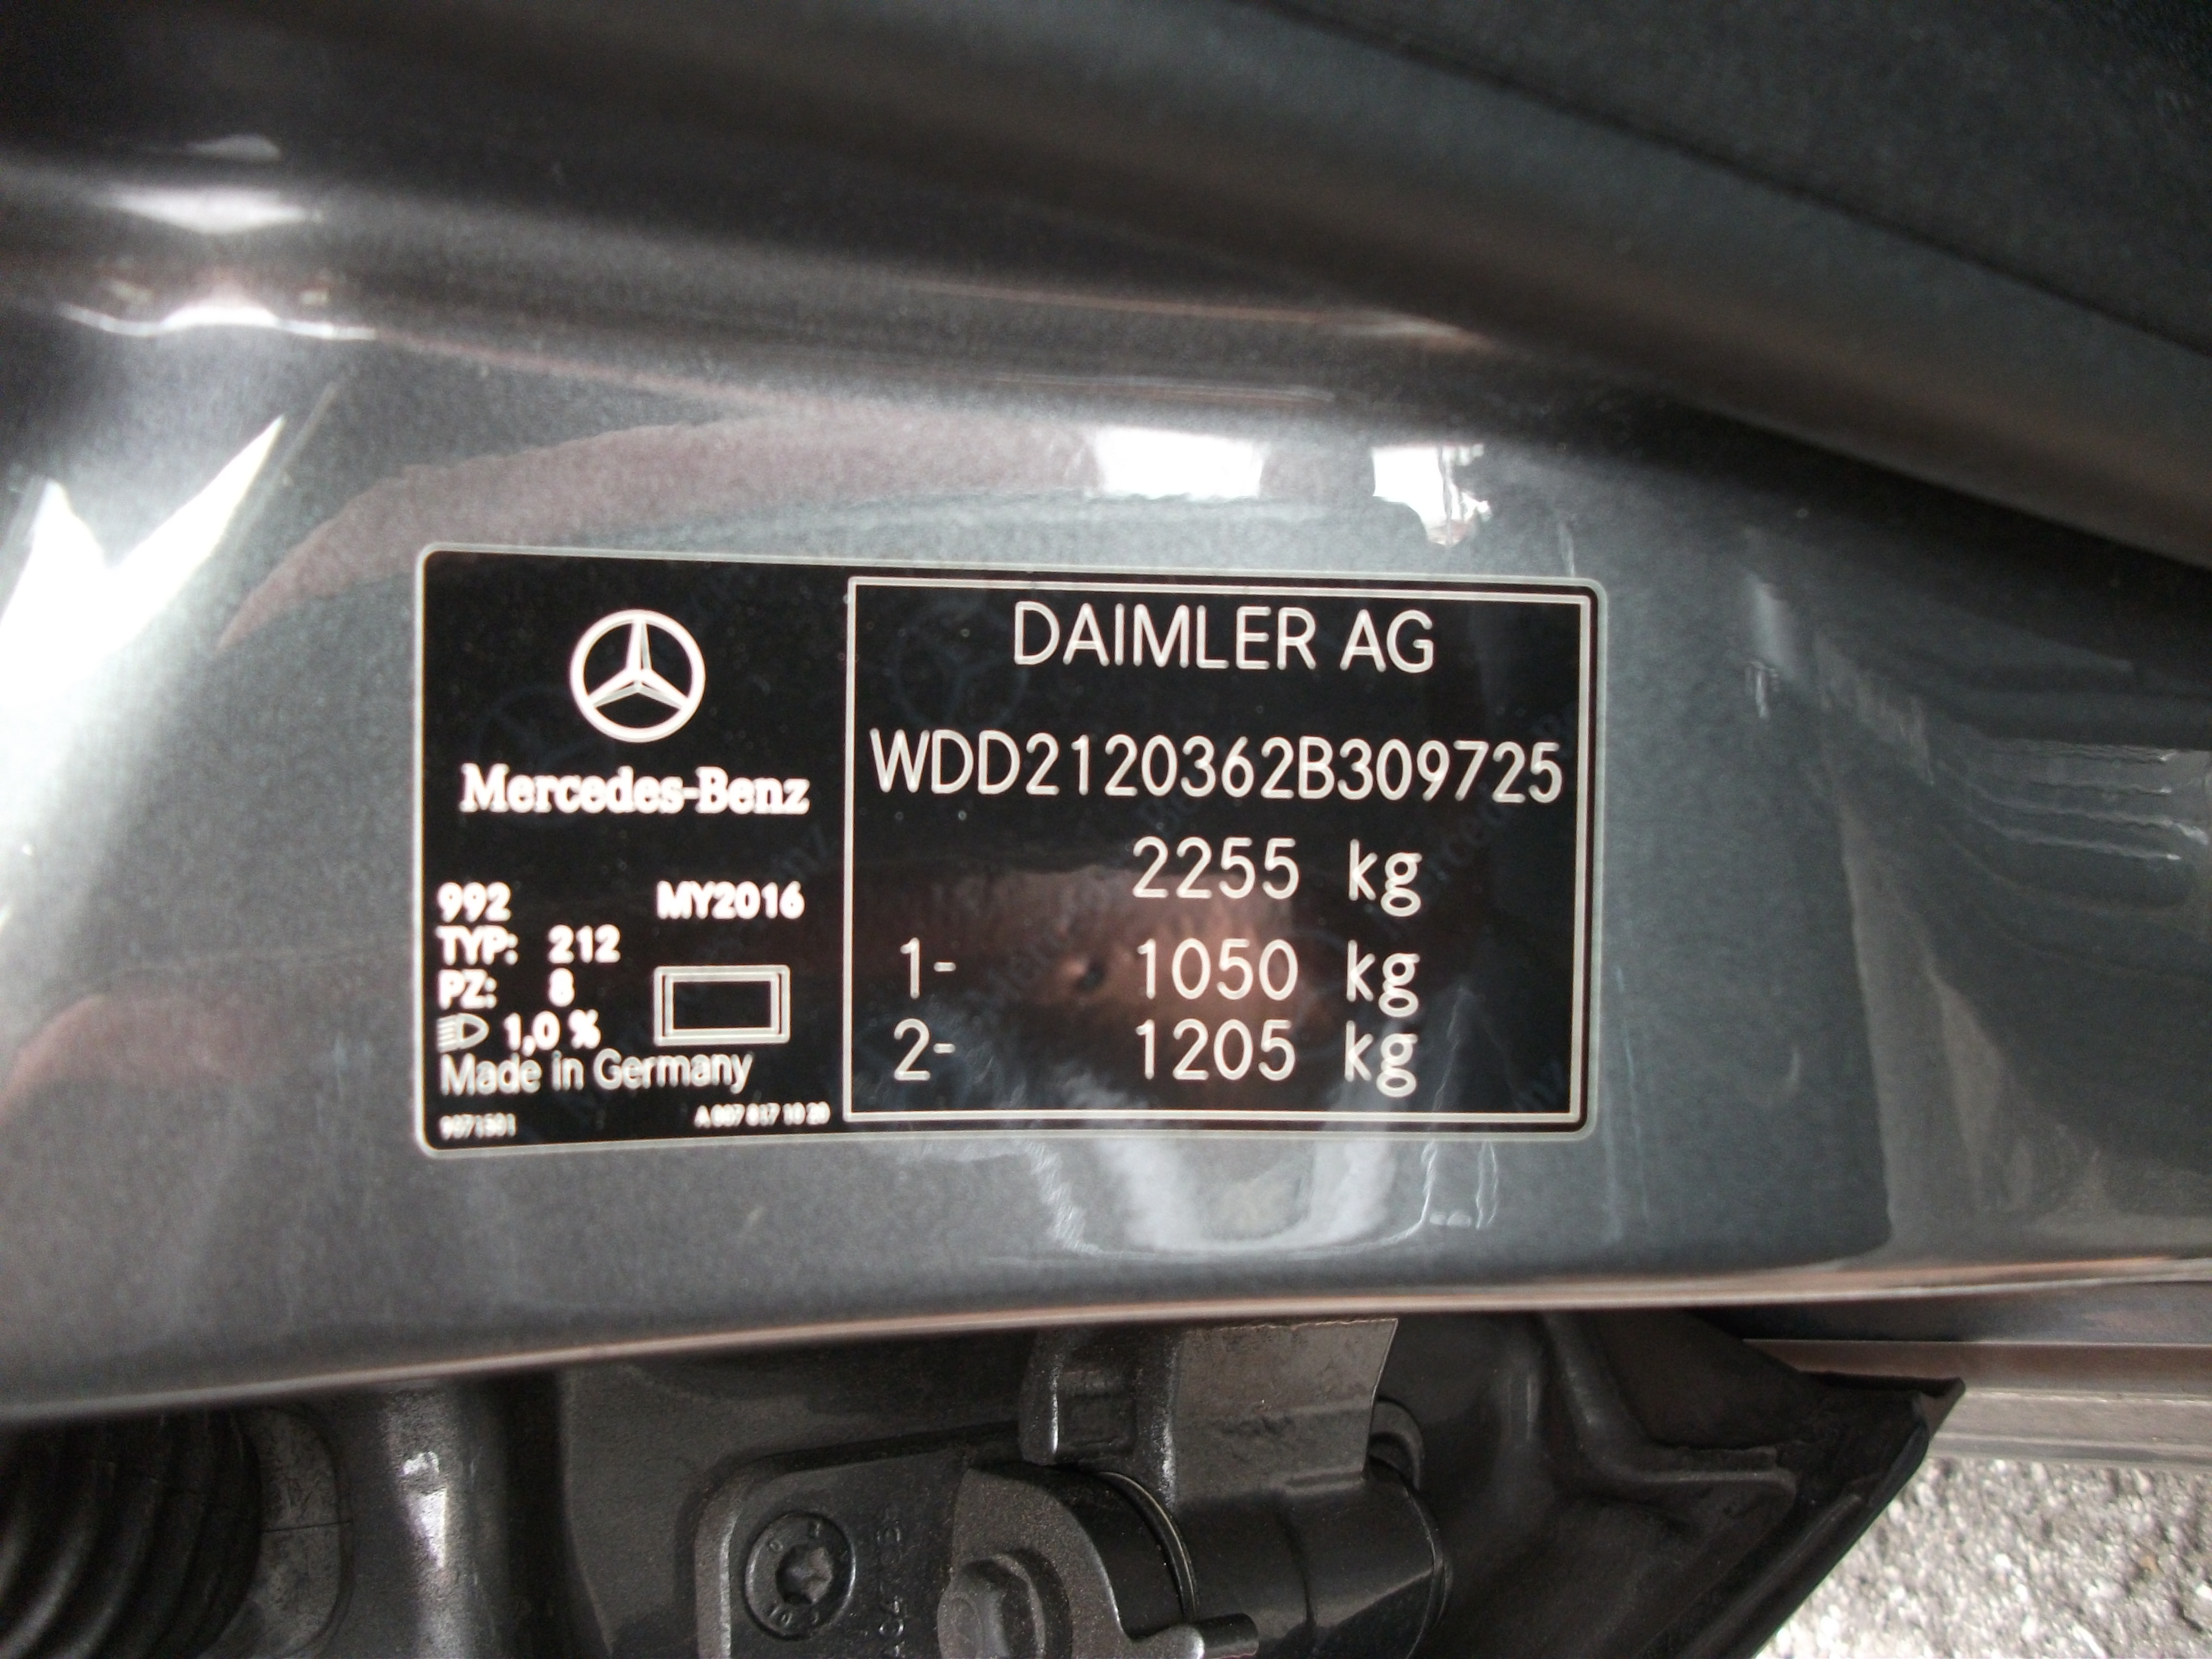 Mercedes-Benz
992 MY2016
TYP: 212
PZ: 8
1,0 %
Made in Germany
DAIMLER AG
WDD2120362B309725
2255 kg
1- 1050 kg
2- 1205 kg